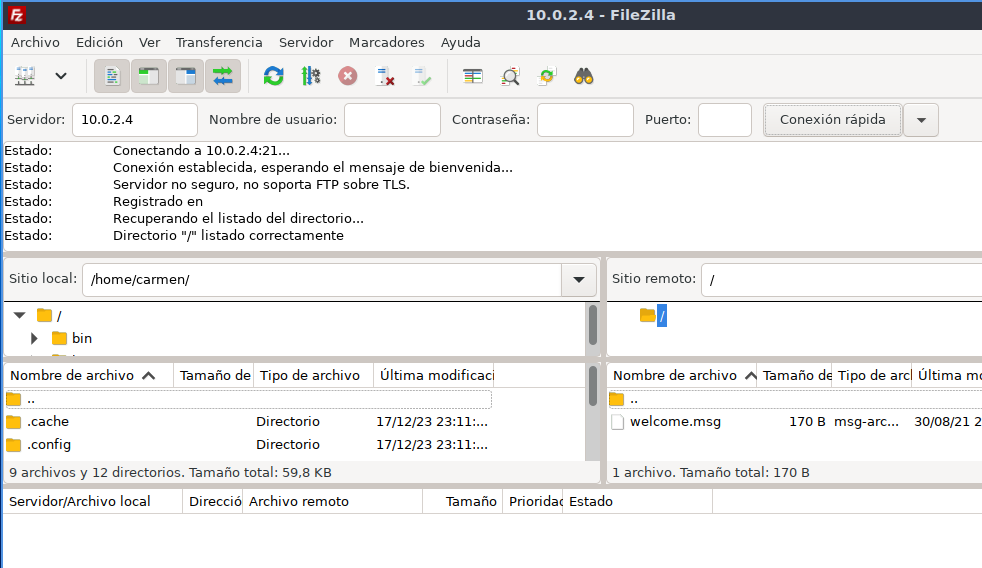 10.0.2.4 - FileZilla
Archivo Edición Ver Transferencia Servidor Marcadores Ayuda
Servidor: 10.0.2.4 Nombre de usuario: Contraseña: Puerto: Conexión rápida
Estado: Conectando a 10.0.2.4:21...
Estado: Conexión establecida, esperando el mensaje de bienvenida...
Estado: Servidor no seguro, no soporta FTP sobre TLS.
Estado: Registrado en
Estado: Recuperando el listado del directorio...
Estado: Directorio "/" listado correctamente
Sitio local: /home/carmen/ Sitio remoto: /
/ /
bin
Nombre de archivo Tamaño de Tipo de archivo Última modificaci Nombre de archivo Tamaño de Tipo de arcl Última mo
.. ..
.cache Directorio 17/12/23 23:11:... welcome.msg 170 B msg-arc... 30/08/21 2
.config Directorio 17/12/23 23:11:...
9 archivos y 12 directorios. Tamaño total: 59,8 KB 1 archivo. Tamaño total: 170 B
Servidor/Archivo local Direcció Archivo remoto Tamaño Prioridad Estado